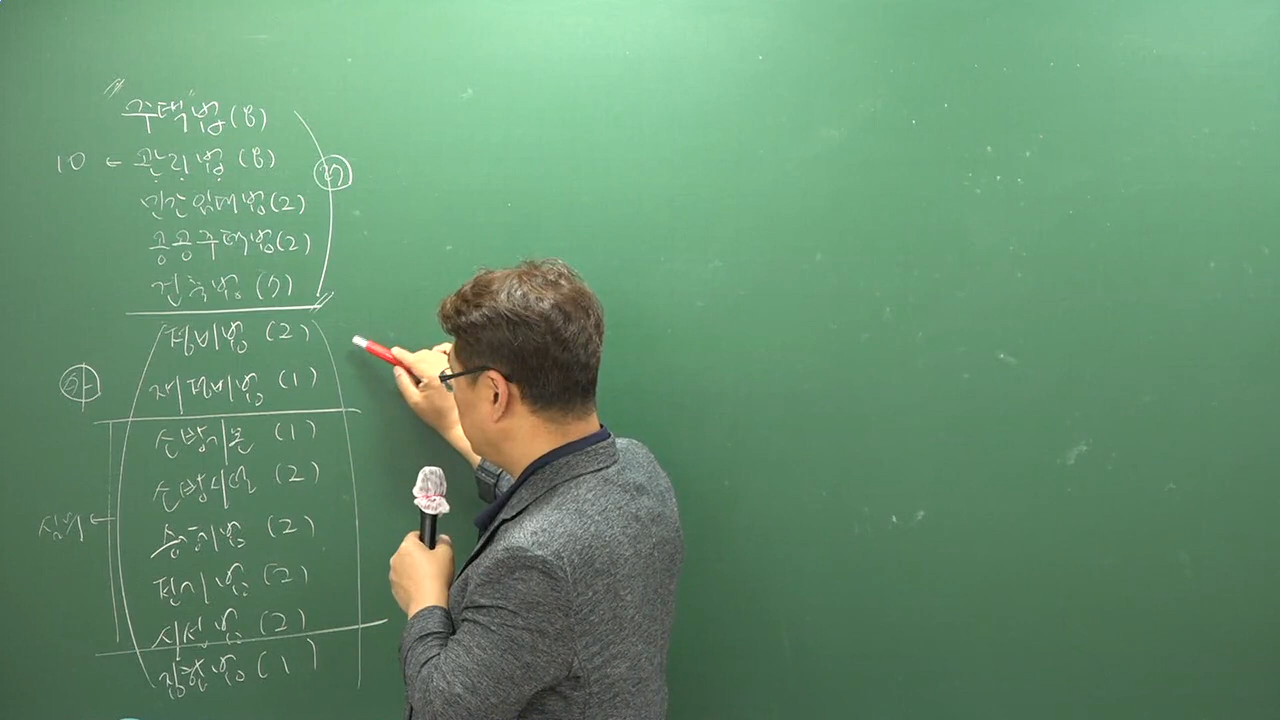 "주택법(8)
10 ← 관리법 (8)
민간임대법(2)
공공주택법(2)
건축법 (7)
정비법 (2)
재정비법 (1)
소방기본 (1)
소방시설 (2)
승강기법 (2)
전기법 (2)
시설법 (2)
집합법 (1)